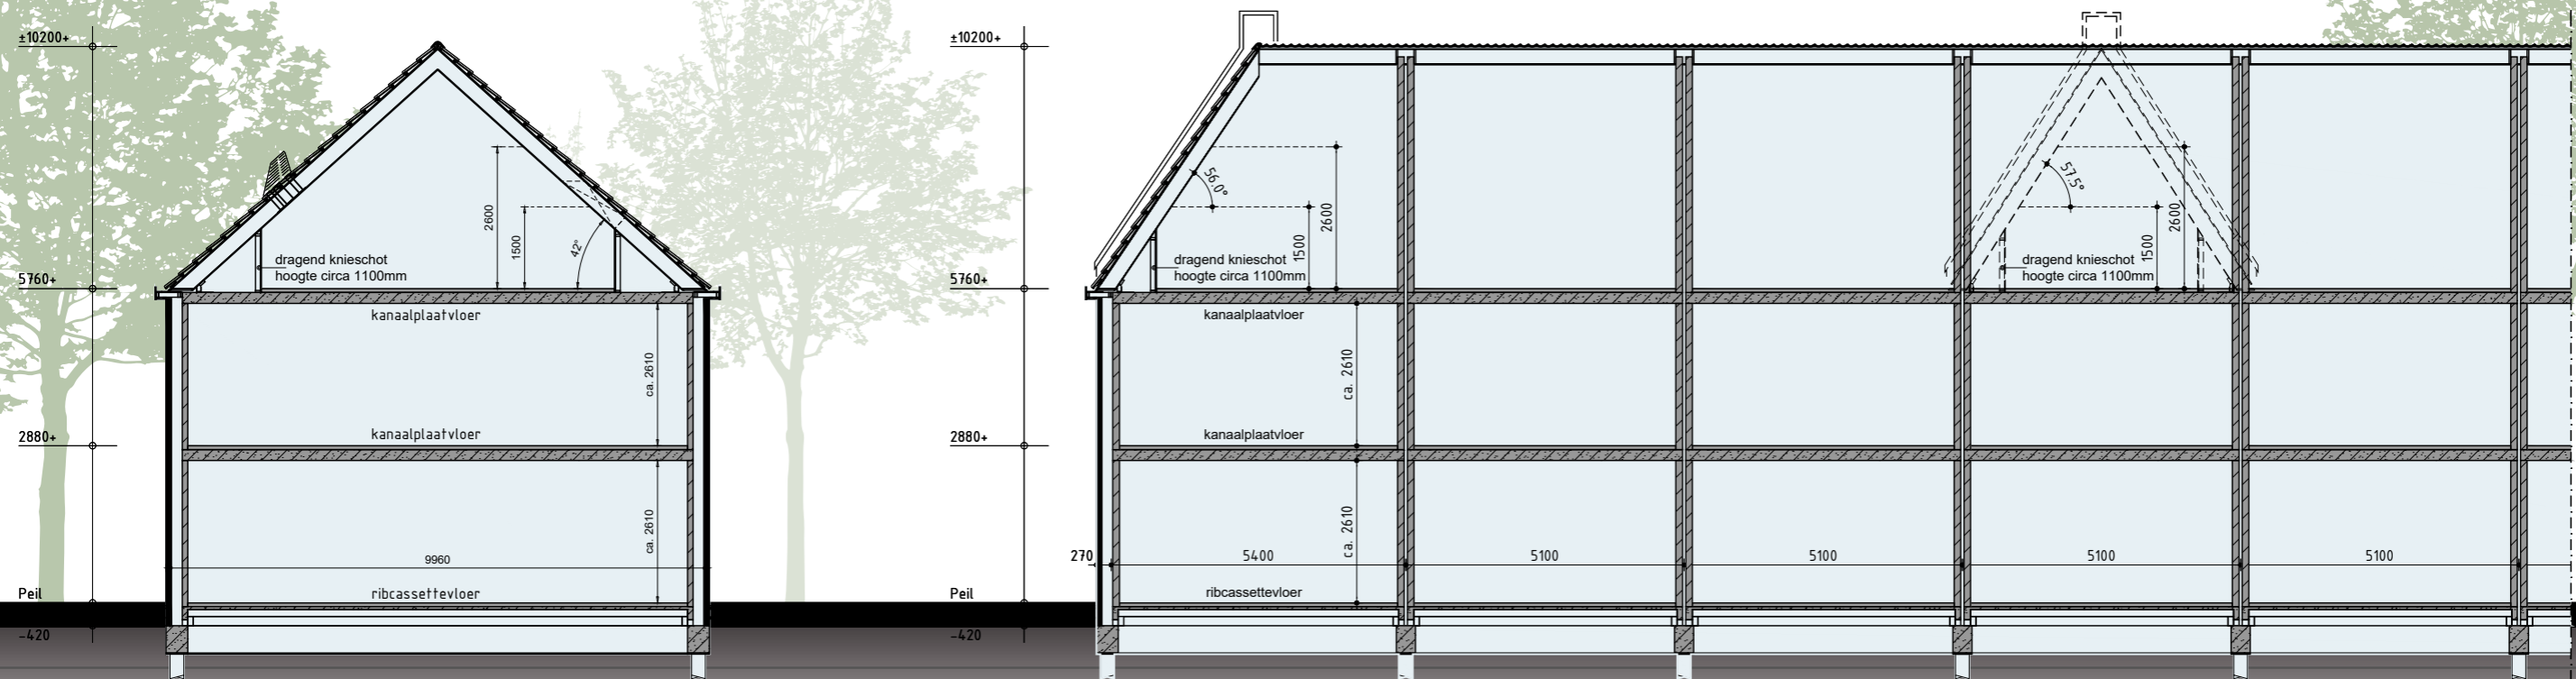 ±10200+
5760+
2880+
Peil
-420
2600
1500
42°
dragend knieschot
hoogte circa 1100mm
kanaalplaatvloer
ca. 2610
kanaalplaatvloer
ca. 2610
9960
ribcassettevloer
±10200+
5760+
2880+
Peil
-420
56.0°
2600
1500
dragend knieschot
hoogte circa 1100mm
57.5°
2600
1500
dragend knieschot
hoogte circa 1100mm
kanaalplaatvloer
ca. 2610
kanaalplaatvloer
ca. 2610
270
5400
5100
5100
5100
5100
ribcassettevloer